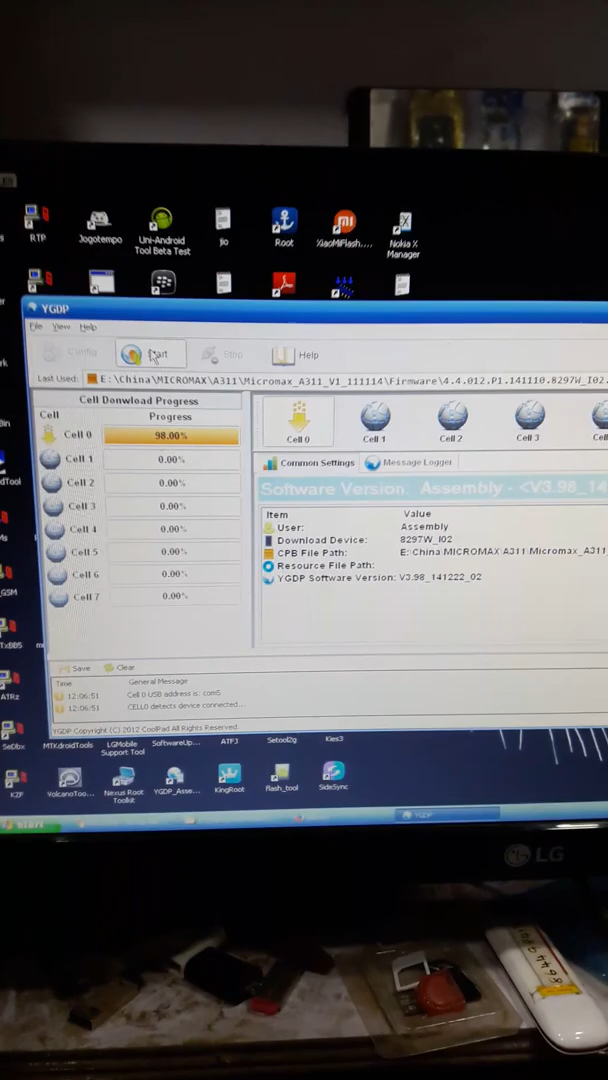 RTP
Jogotempo
Uni-Android
Tool Beta Test
jio
Root
XiaoMiFlash....
Nokia X
Manager
YGDP
File View Help
Config
Start
Stop
Help
Last Used: E:\China\MICROMAX\A311\Micromax_A311_V1_111114\Firmware\4.4.012.P1.141110.8297W_I02.
Cell Donwload Progress
Cell Progress
Cell 0 98.00%
Cell 1 0.00%
Cell 2 0.00%
Cell 3 0.00%
Cell 4 0.00%
Cell 5 0.00%
Cell 6 0.00%
Cell 7 0.00%
Cell 0
Cell 1
Cell 2
Cell 3
Common Settings
Message Logger
Software Version: Assembly - <V3.98_14
Item Value
User: Assembly
Download Device: 8297W_I02
CPB File Path: E: China MICROMAX A311 Micromax_A311
Resource File Path:
YGDP Software Version: V3.98_141222_02
Save Clear
Time General Message
12:06:51 Cell 0 USB address is: com5
12:06:51 CELL0 detects device connected...
YGDP Copyright (C) 2012 CoolPad All Rights Reserved.
SeDbx
MTKdroidTools
LGMobile
Support Tool
SoftwareUp...
ATFJ
Setool2g
Kies3
KZF
VolcanoToo...
Nexus Root
Toolkit
YGDP_Asse...
KingRoot
Flash_tool
SideSync
start
YGDP
LG